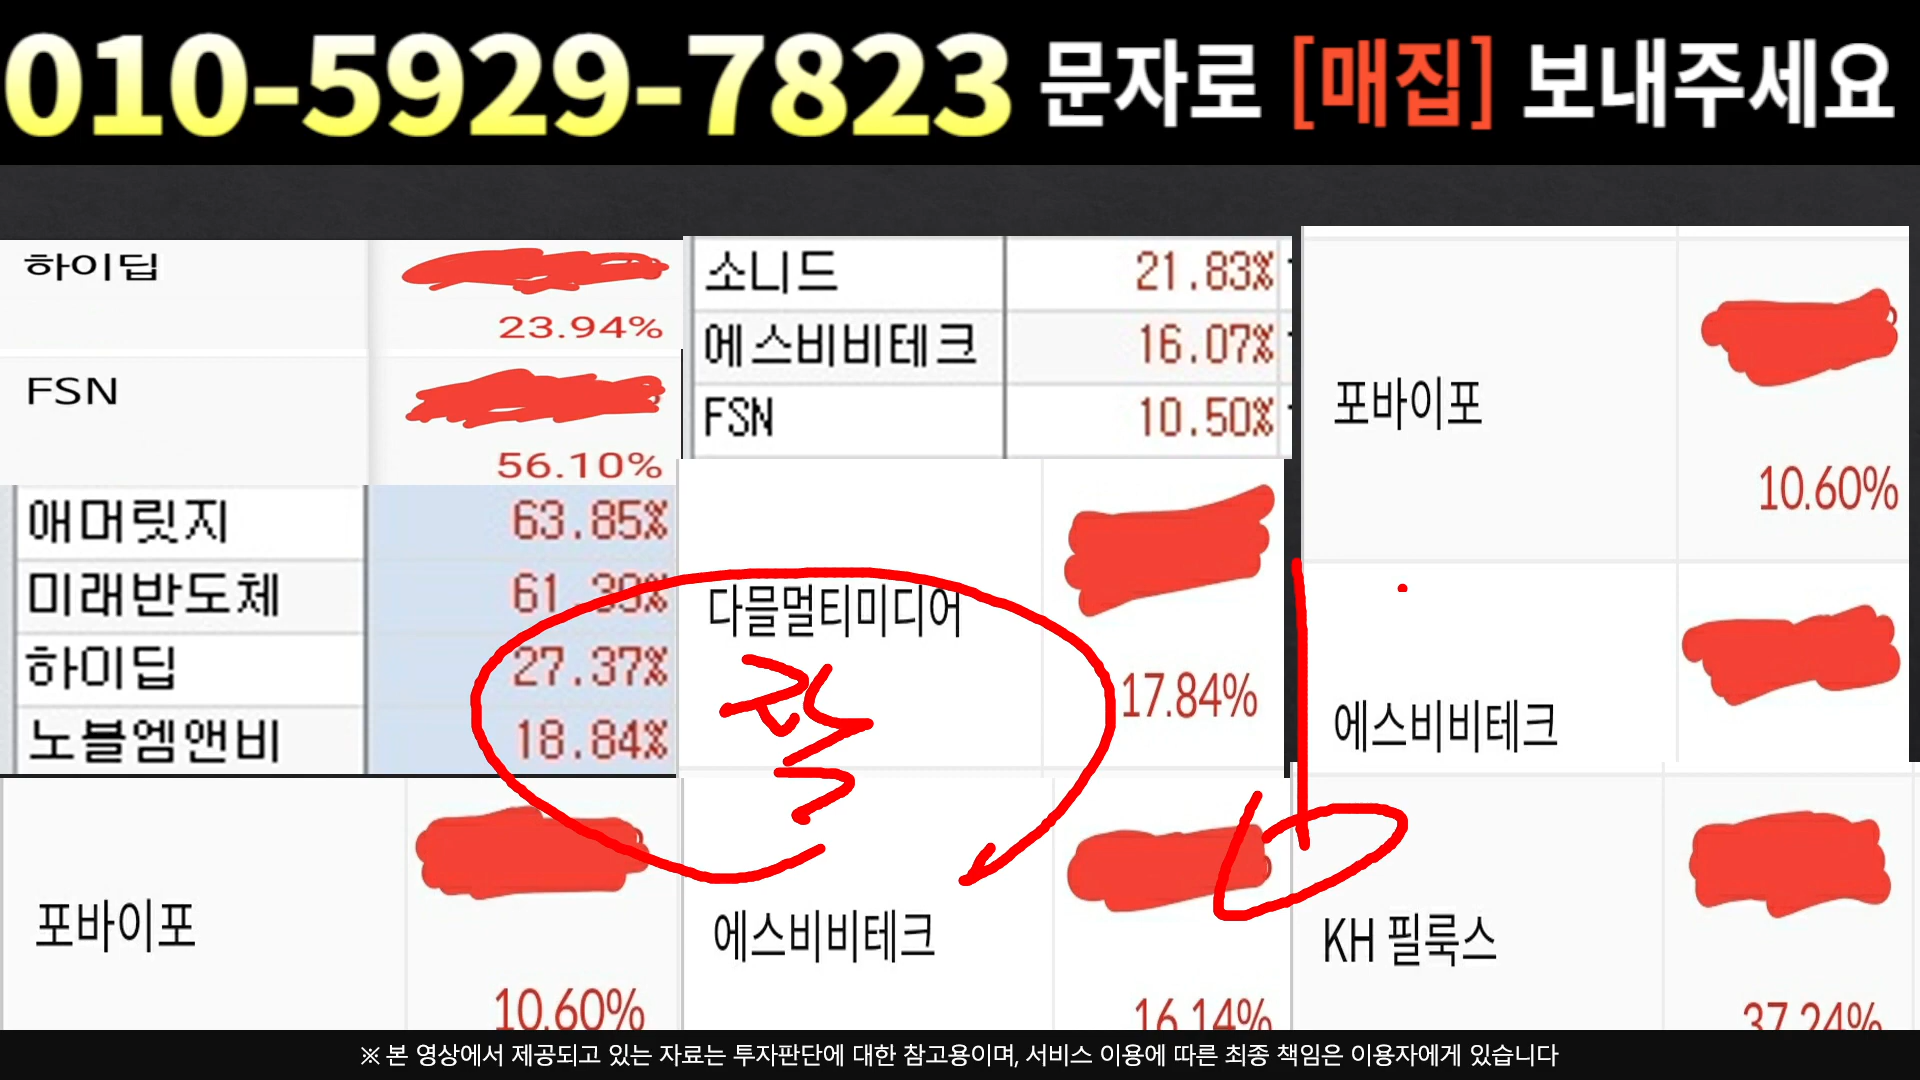 010-5929-7823 문자로 [매집] 보내주세요
하이딥
23.94%
FSN
56.10%
애머릿지 63.85%
미래반도체 61.39%
하이딥 27.37%
노블엠앤비 18.84%
소니드 21.83%
에스비비테크 16.07%
FSN 10.50%
다믈멀티미디어
17.84%
포바이포
10.60%
에스비비테크
포바이포
10.60%
에스비비테크
16.14%
KH 필룩스
37.24%
※ 본 영상에서 제공되고 있는 자료는 투자판단에 대한 참고용이며, 서비스 이용에 따른 최종 책임은 이용자에게 있습니다